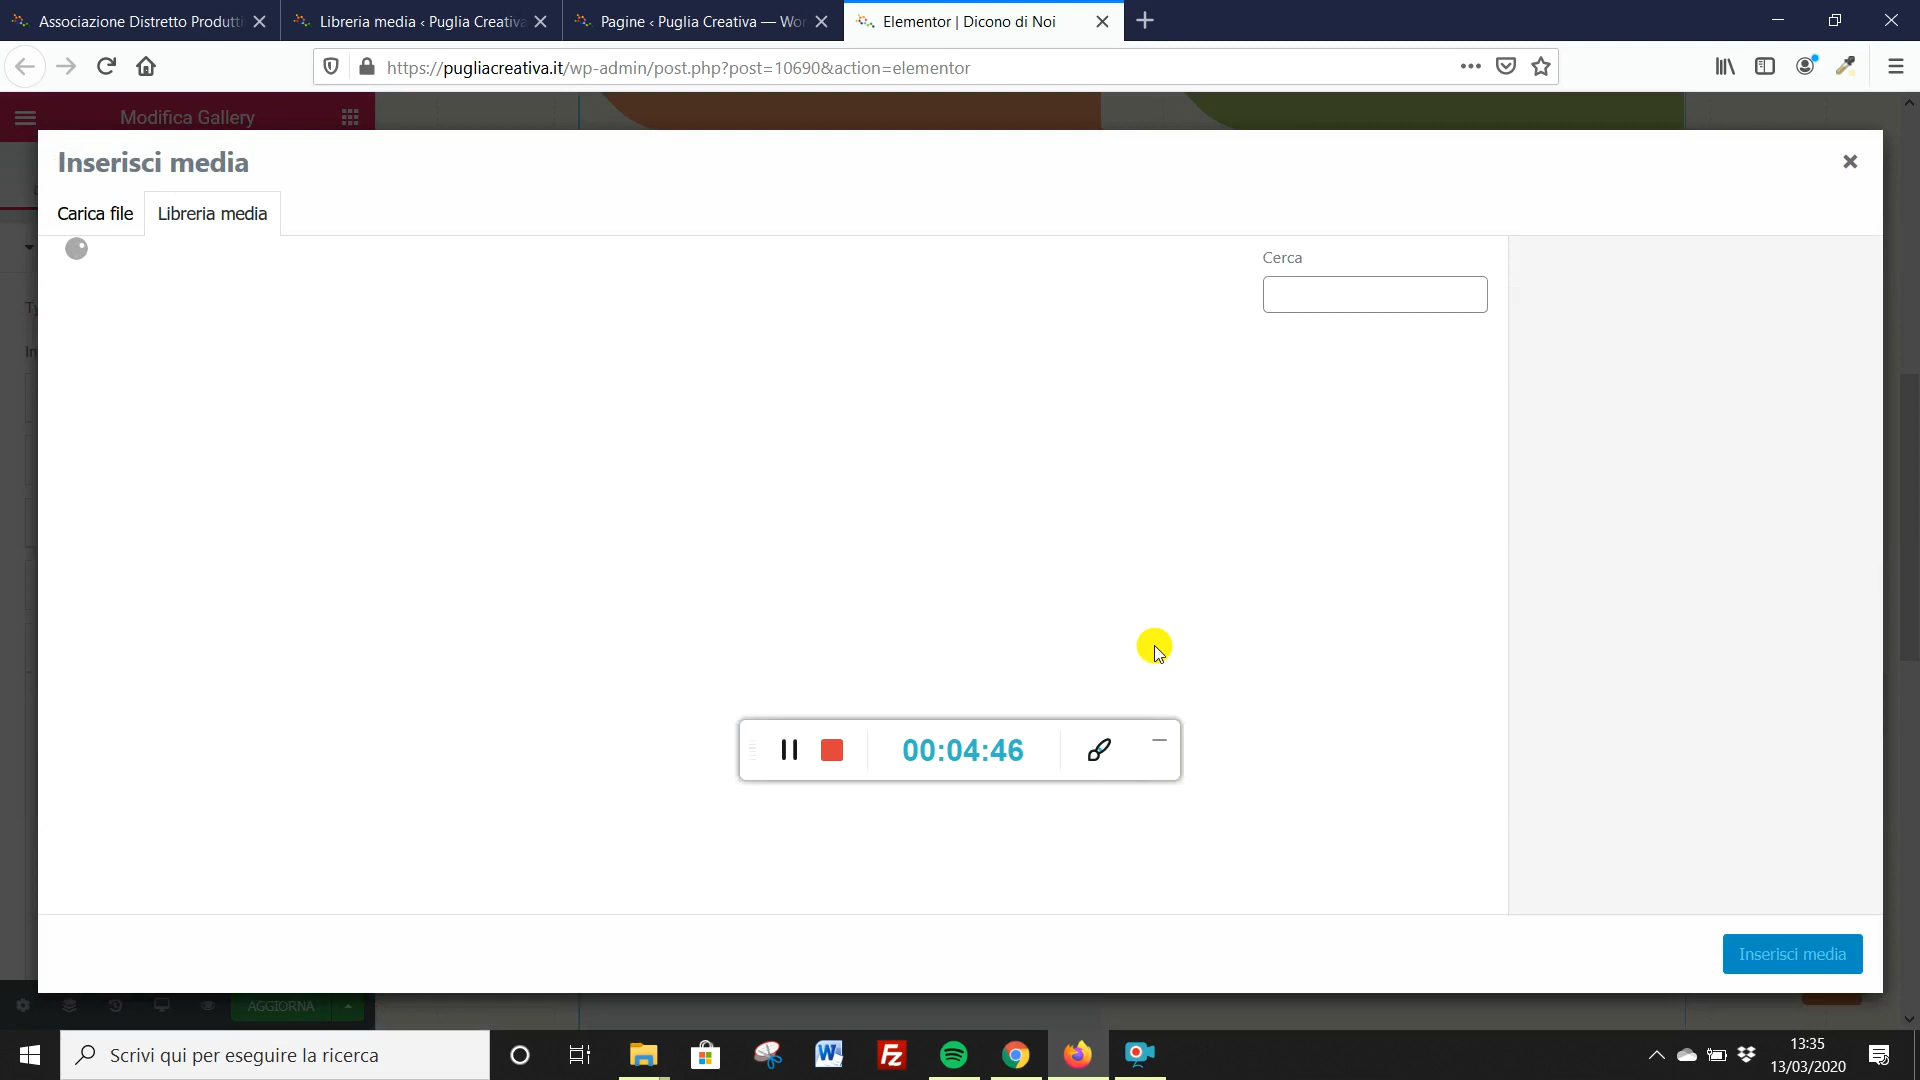 Associazione Distretto Produtti
Libreria media ‹ Puglia Creativa
Pagine ‹ Puglia Creativa — Wor
Elementor | Dicono di Noi
https://pugliacreativa.it/wp-admin/post.php?post=10690&action=elementor
Modifica Gallery
Inserisci media
Carica file
Libreria media
Cerca
00:04:46
Inserisci media
AGGIORNA
Scrivi qui per eseguire la ricerca
13:35
13/03/2020